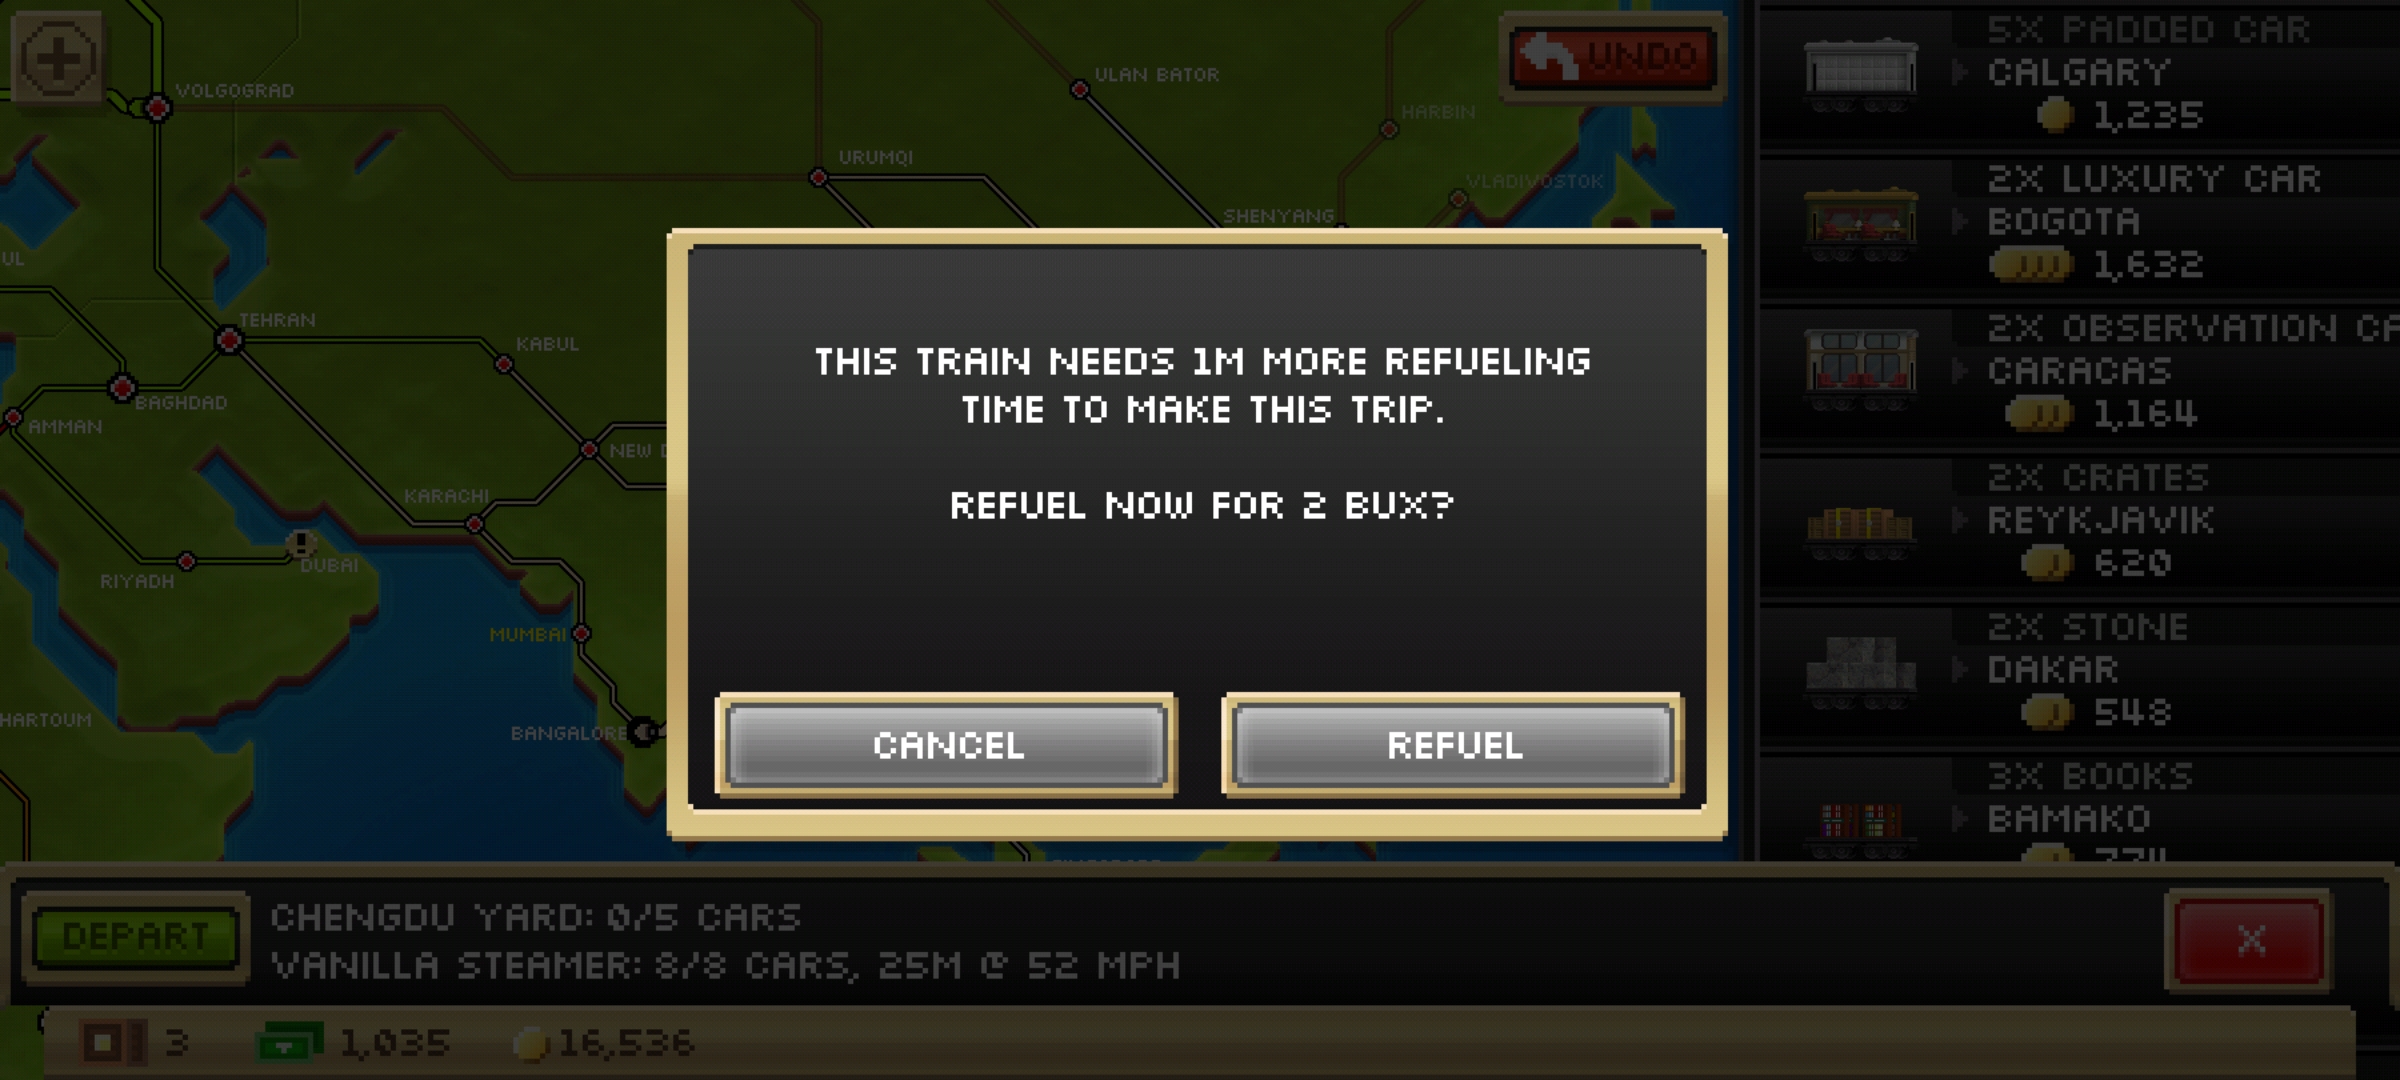 VOLGOGRAD
ULAN BATOR
UNDO
HARBIN
URUMQI
VLADIVOSTOK
SHENYANG
UL
TEHRAN
KABUL
BAGHDAD
AMMAN
NEW D
KARACHI
DUBAI
RIYADH
MUMBAI
HARTOUM
BANGALORE
THIS TRAIN NEEDS 1M MORE REFUELING
TIME TO MAKE THIS TRIP.
REFUEL NOW FOR 2 BUX?
CANCEL
REFUEL
5X PADDED CAR
CALGARY
1,235
2X LUXURY CAR
BOGOTA
1,632
2X OBSERVATION CA
CARACAS
1,164
2X CRATES
REYKJAVIK
620
2X STONE
DAKAR
548
3X BOOKS
BAMAKO
DEPART
CHENGDU YARD: 0/5 CARS
VANILLA STEAMER: 8/8 CARS, 25M @ 52 MPH
X
3
1,035
16,536